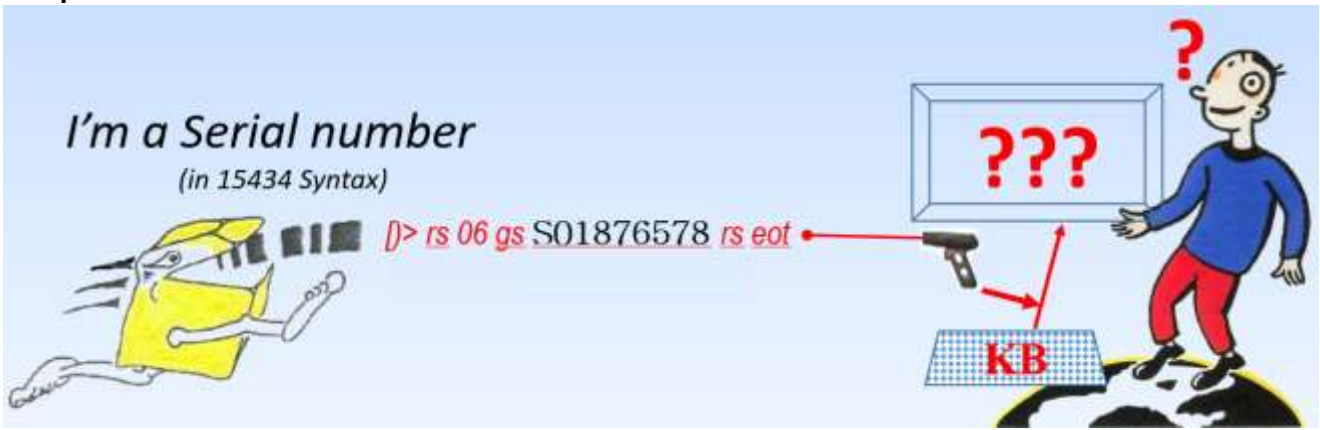 I'm a Serial number
(in 15434 Syntax)
[)> rs 06 gs S01876578 rs eot
?
???
KB